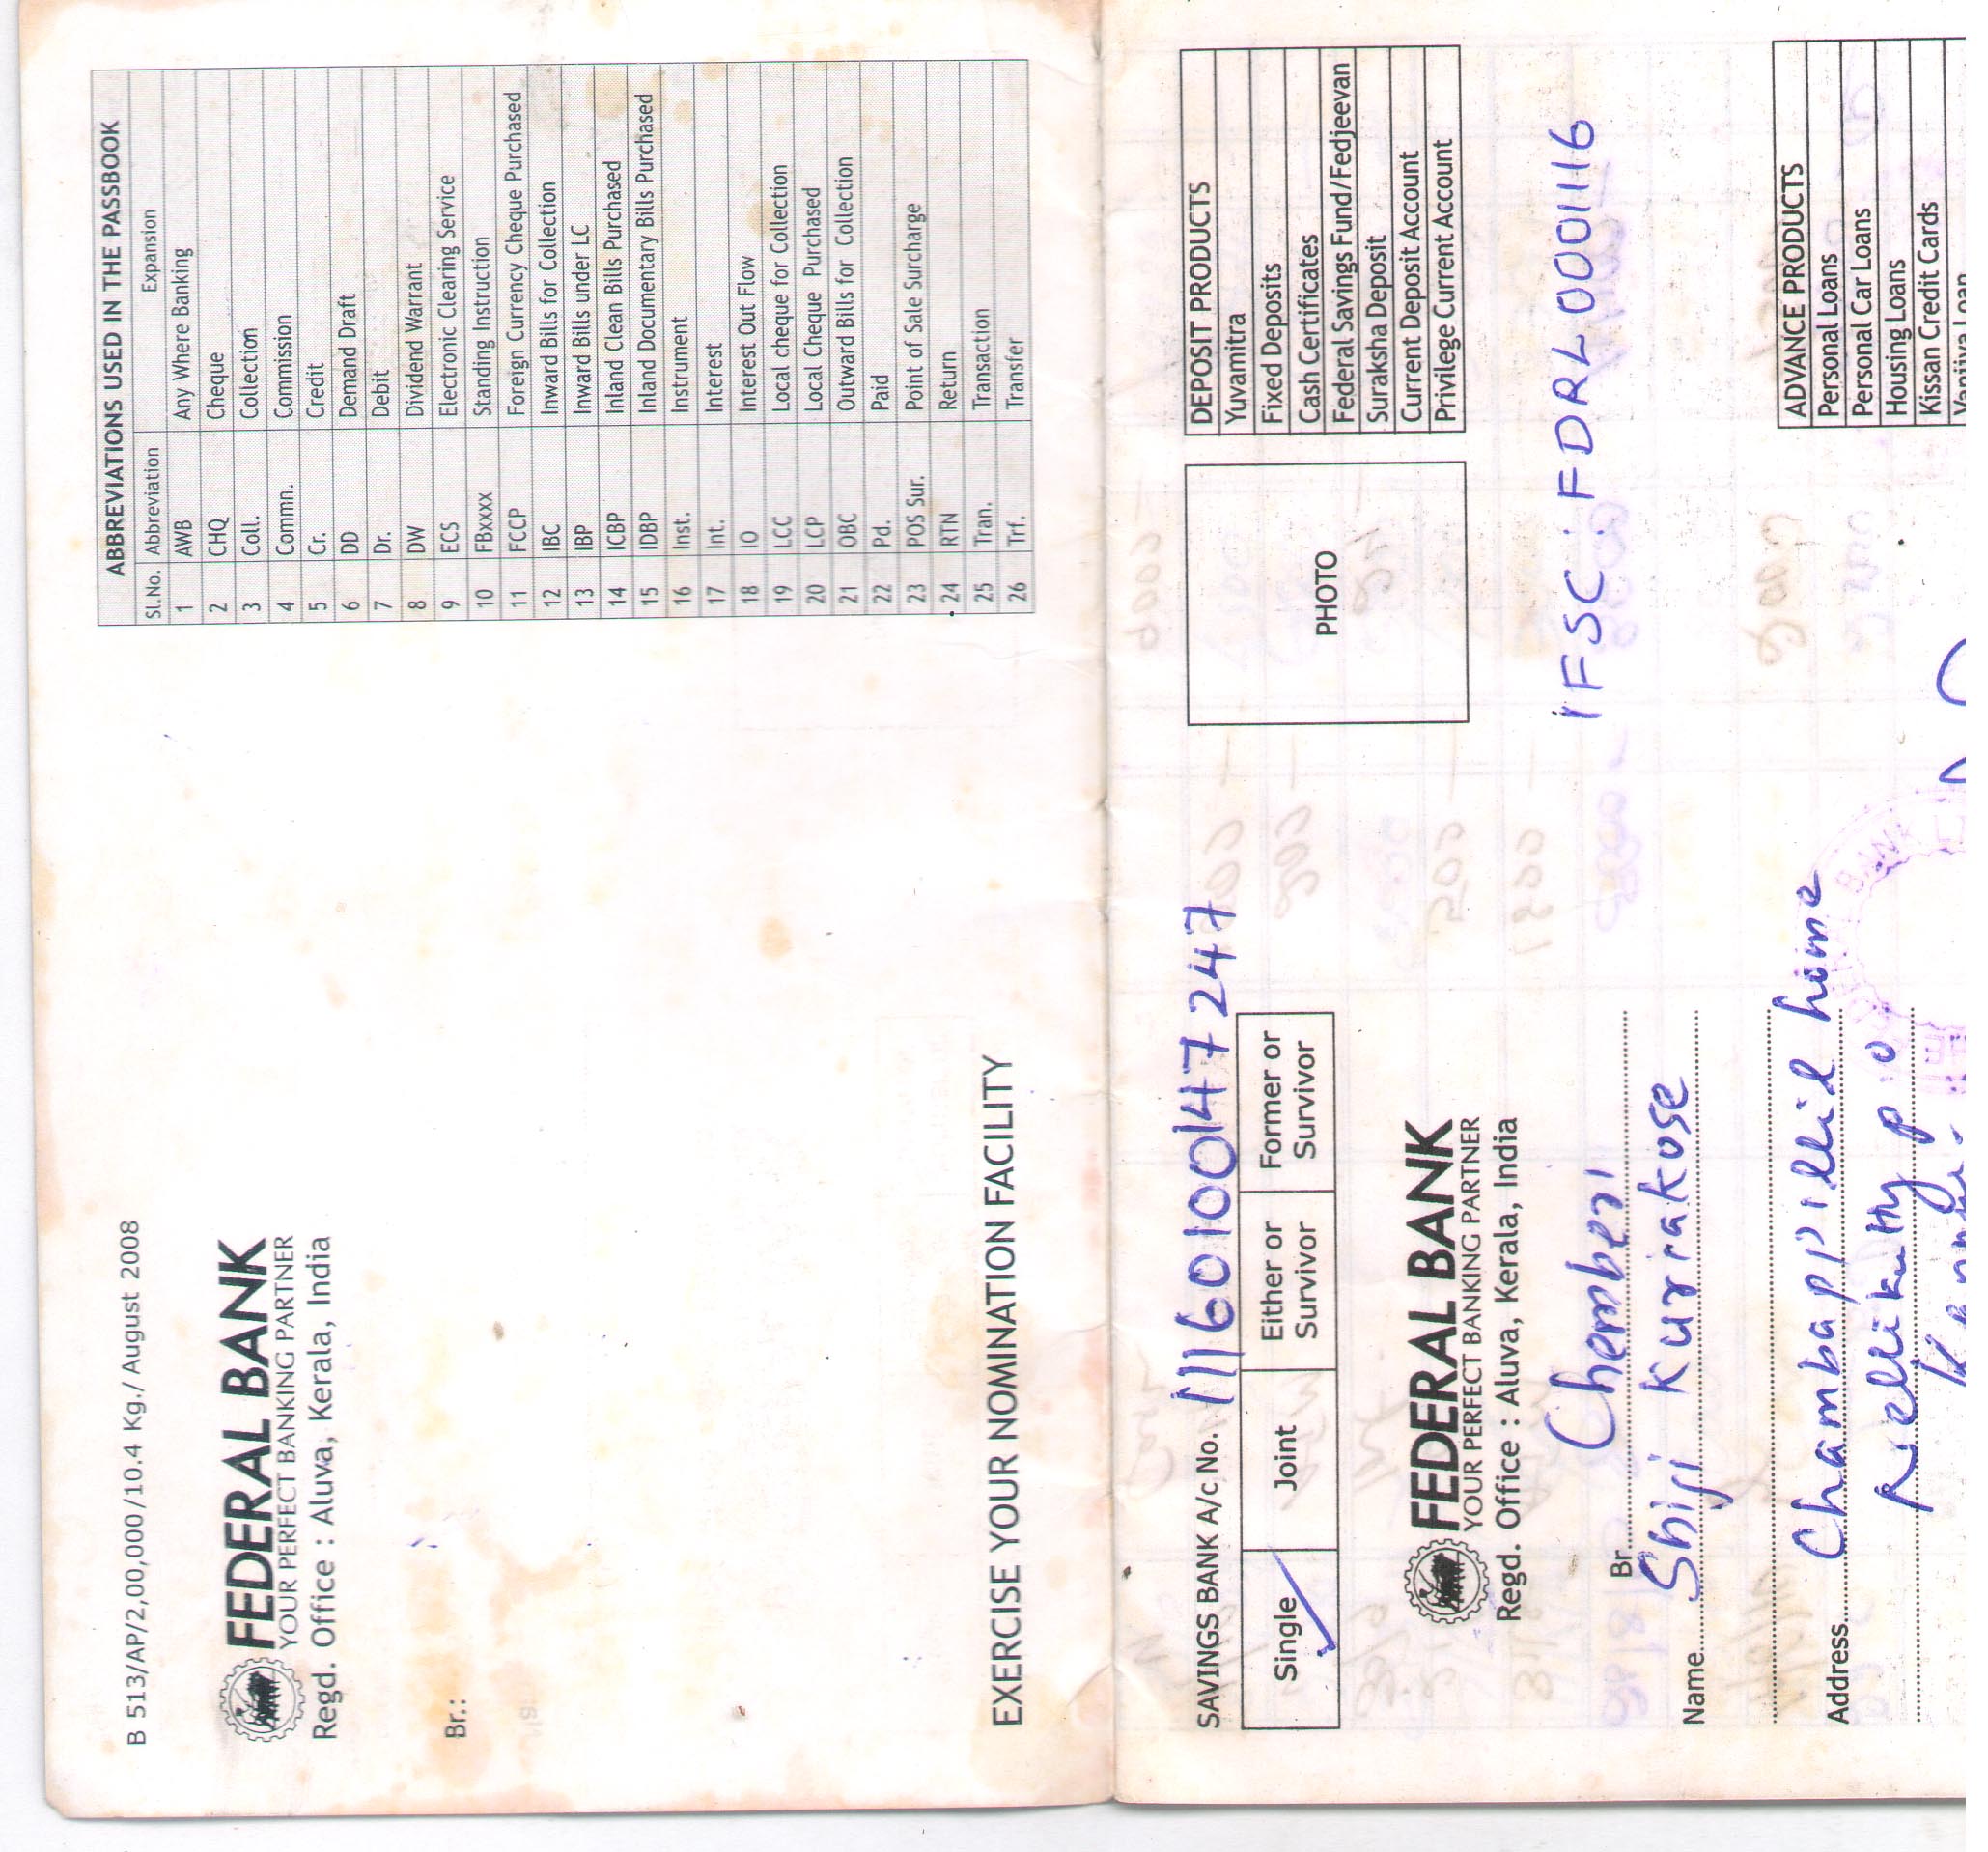 B 513/AP/2,00,000/10.4 Kg./ August 2008
FEDERAL BANK
YOUR PERFECT BANKING PARTNER
Regd. Office : Aluva, Kerala, India
Br.:
EXERCISE YOUR NOMINATION FACILITY
ABBREVIATIONS USED IN THE PASSBOOK
Sl.No. Abbreviation Expansion
1 AWB Any Where Banking
2 CHQ Cheque
3 Coll. Collection
4 Commn. Commission
5 Cr. Credit
6 DD Demand Draft
7 Dr. Debit
8 DW Dividend Warrant
9 ECS Electronic Clearing Service
10 FBxxxx Standing Instruction
11 FCCP Foreign Currency Cheque Purchased
12 IBC Inward Bills for Collection
13 IBP Inward Bills under LC
14 ICBP Inland Clean Bills Purchased
15 IDBP Inland Documentary Bills Purchased
16 Inst. Instrument
17 Int. Interest
18 IO Interest Out Flow
19 LCC Local cheque for Collection
20 LCP Local Cheque Purchased
21 OBC Outward Bills for Collection
22 Pd. Paid
23 POS Sur. Point of Sale Surcharge
24 RTN Return
25 Tran. Transaction
26 Trf. Transfer
SAVINGS BANK A/c No. 11160100147247
Single Joint Either or Survivor Former or Survivor
FEDERAL BANK
YOUR PERFECT BANKING PARTNER
Regd. Office : Aluva, Kerala, India
Br. Chemberi
Name Shiji Kuriakose
Address Chambappillil home
PO
PHOTO
DEPOSIT PRODUCTS
Yuvamitra
Fixed Deposits
Cash Certificates
Federal Savings Fund/Fedjeevan
Suraksha Deposit
Current Deposit Account
Privilege Current Account
IFSC: FDRL0001116
ADVANCE PRODUCTS
Personal Loans
Personal Car Loans
Housing Loans
Kissan Credit Cards